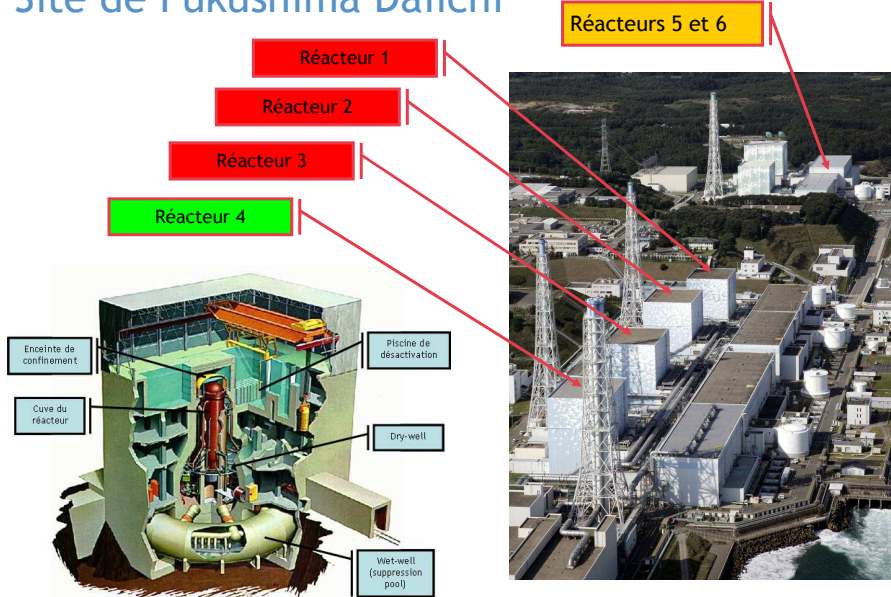 Site de Fukushima Daiichi
Réacteurs 5 et 6
Réacteur 1
Réacteur 2
Réacteur 3
Réacteur 4
Enceinte de
confinement
Piscine de
désactivation
Cuve du
réacteur
Dry-well
Wet-well
(suppression
pool)